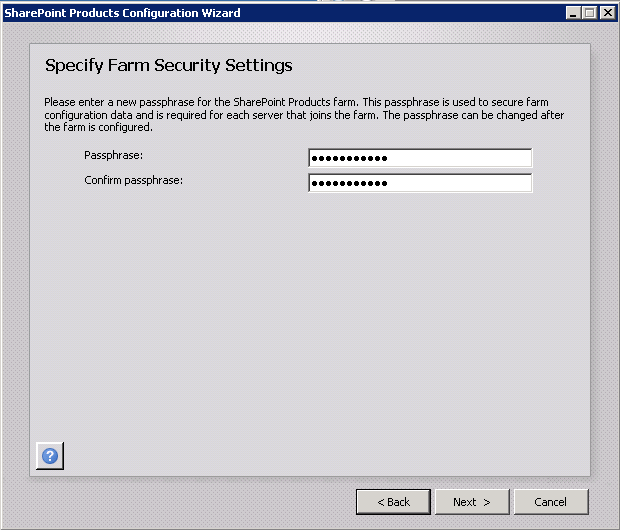 SharePoint Products Configuration Wizard
Specify Farm Security Settings
Please enter a new passphrase for the SharePoint Products farm. This passphrase is used to secure farm
configuration data and is required for each server that joins the farm. The passphrase can be changed after
the farm is configured.
Passphrase:
●●●●●●●●●●●
Confirm passphrase:
●●●●●●●●●●●
?
< Back
Next >
Cancel